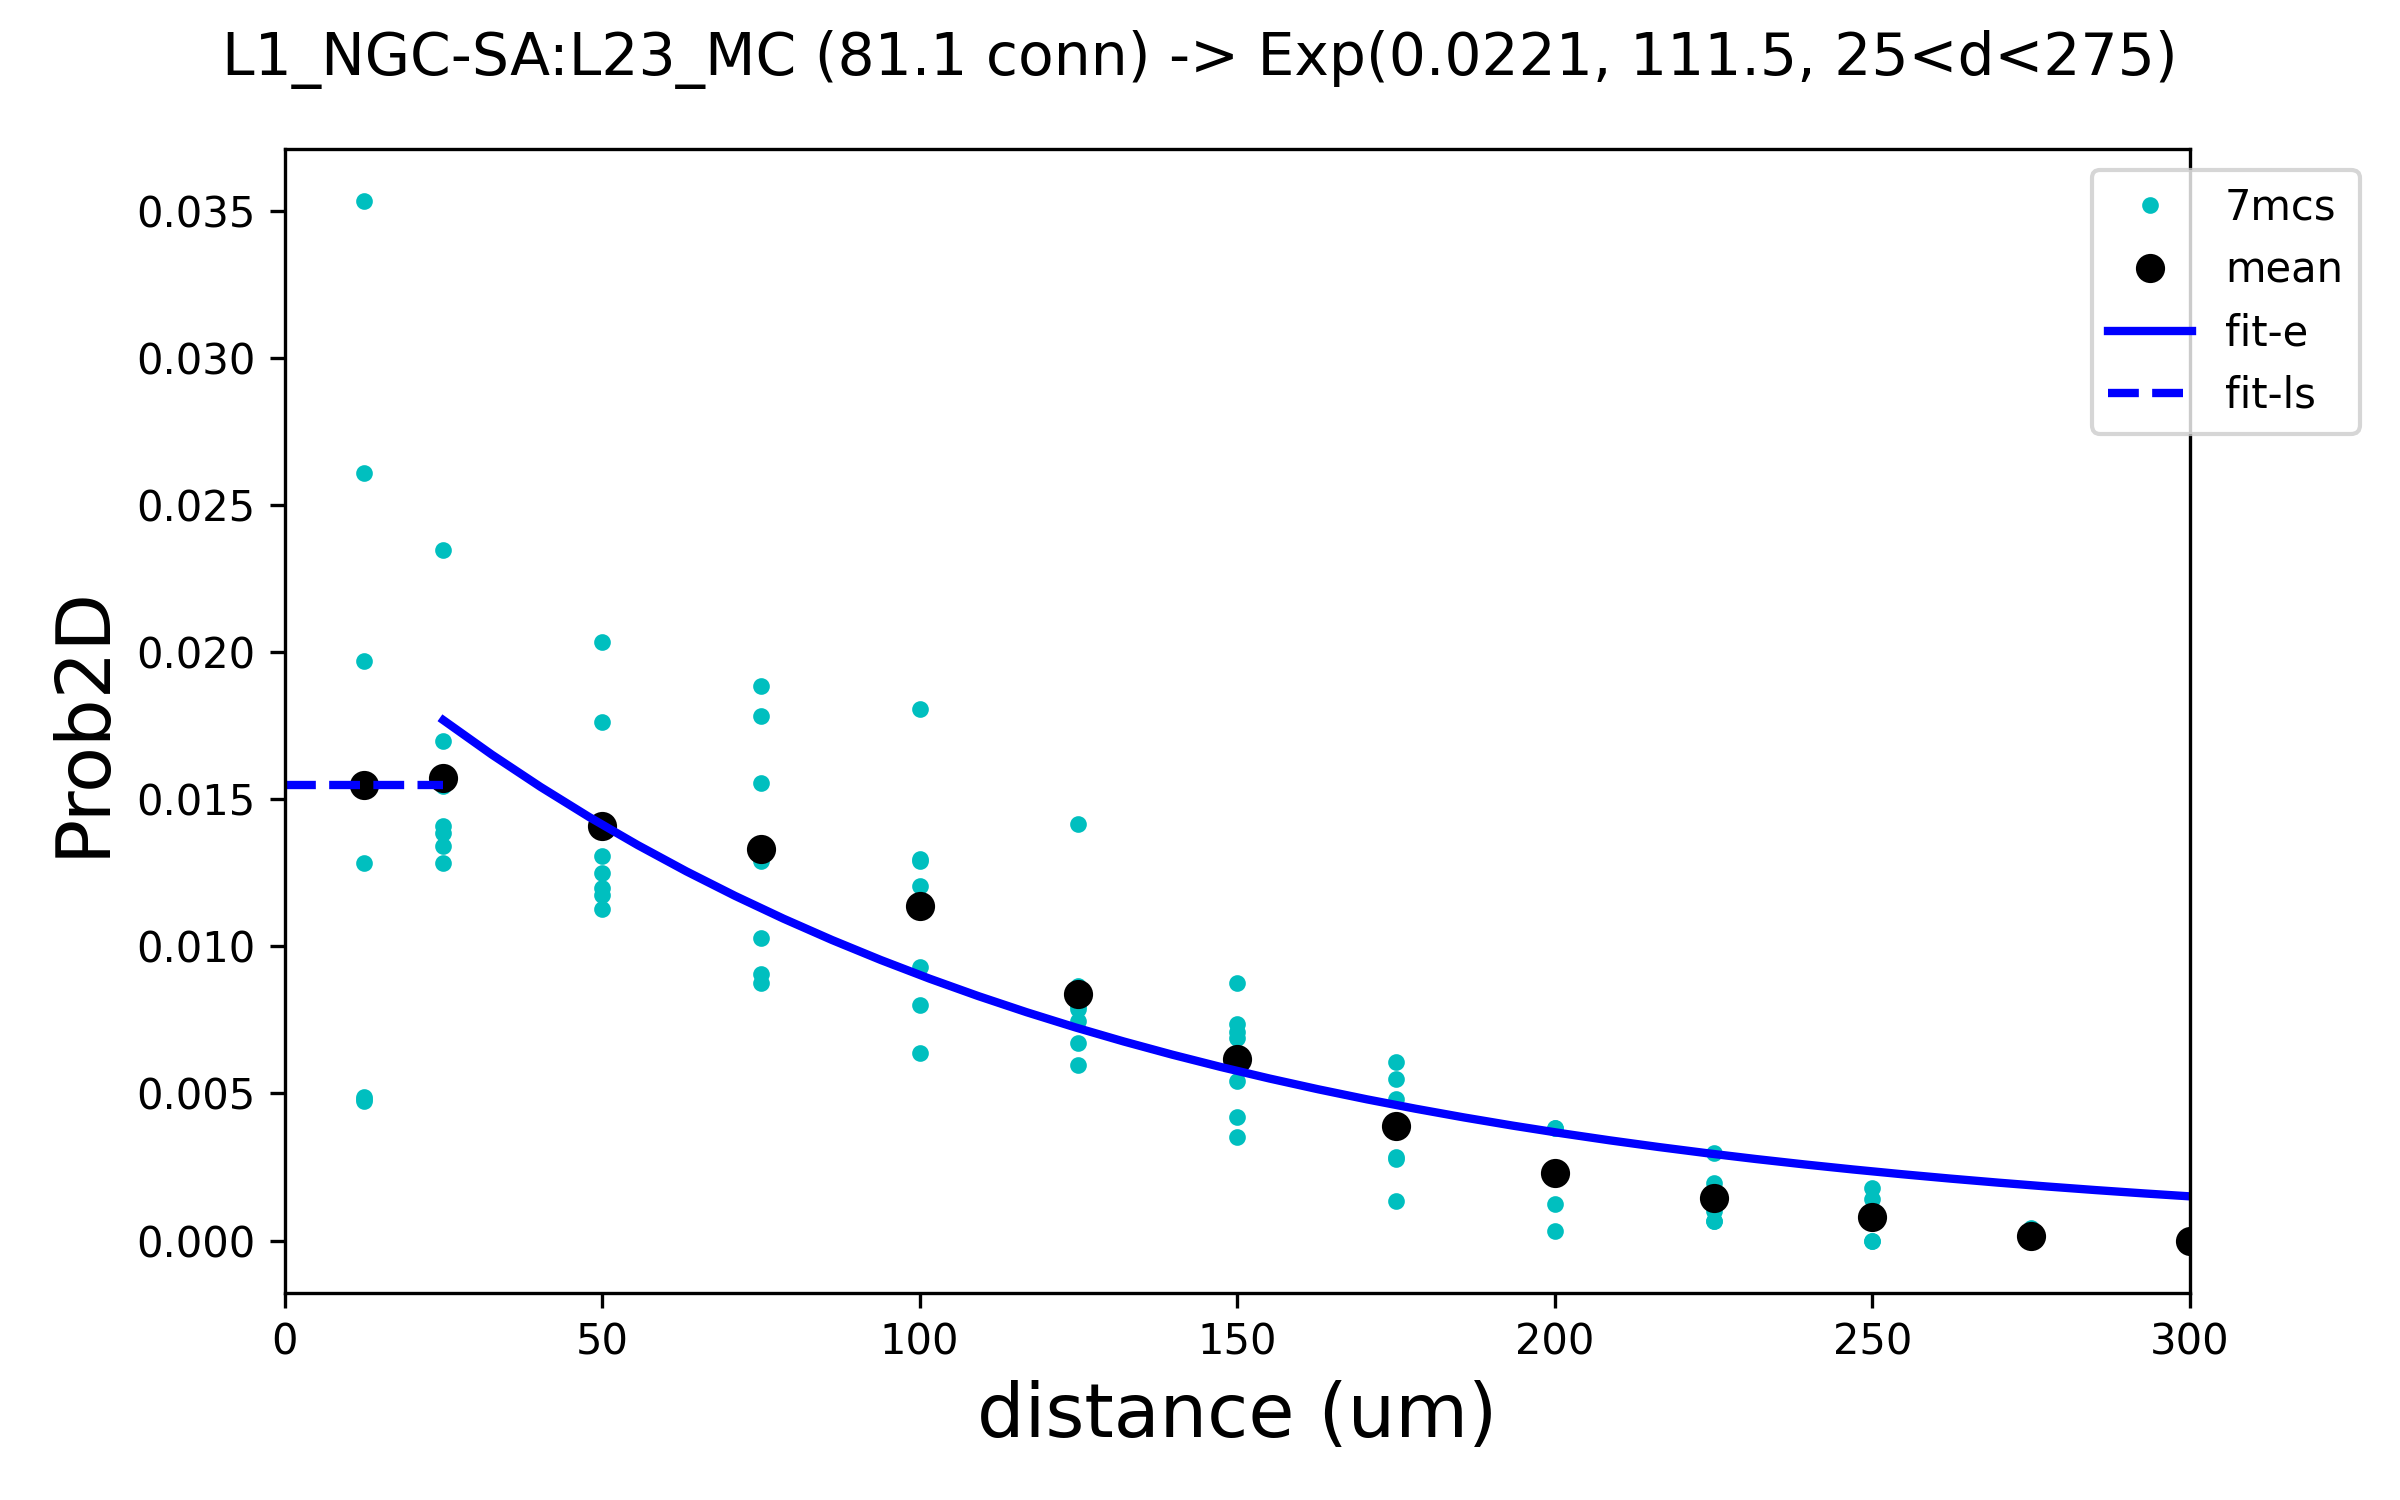 L1_NGC-SA:L23_MC (81.1 conn) -> Exp(0.0221, 111.5, 25<d<275)
7mcs
mean
fit-e
fit-ls
Prob2D
0.035
0.030
0.025
0.020
0.015
0.010
0.005
0.000
0 50 100 150 200 250 300
distance (um)